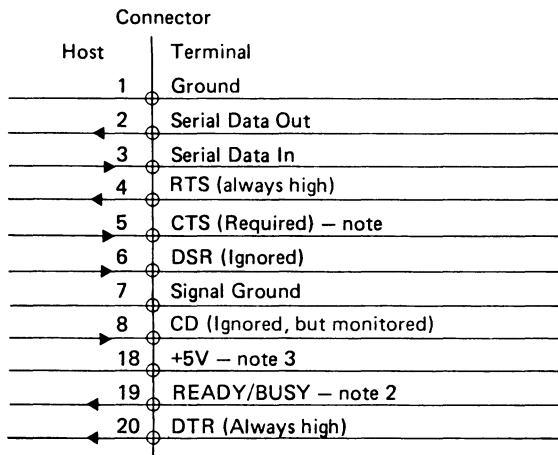 Connector
Host Terminal
1 Ground
2 Serial Data Out
3 Serial Data In
4 RTS (always high)
5 CTS (Required) — note
6 DSR (Ignored)
7 Signal Ground
8 CD (Ignored, but monitored)
18 +5V — note 3
19 READY/BUSY — note 2
20 DTR (Always high)